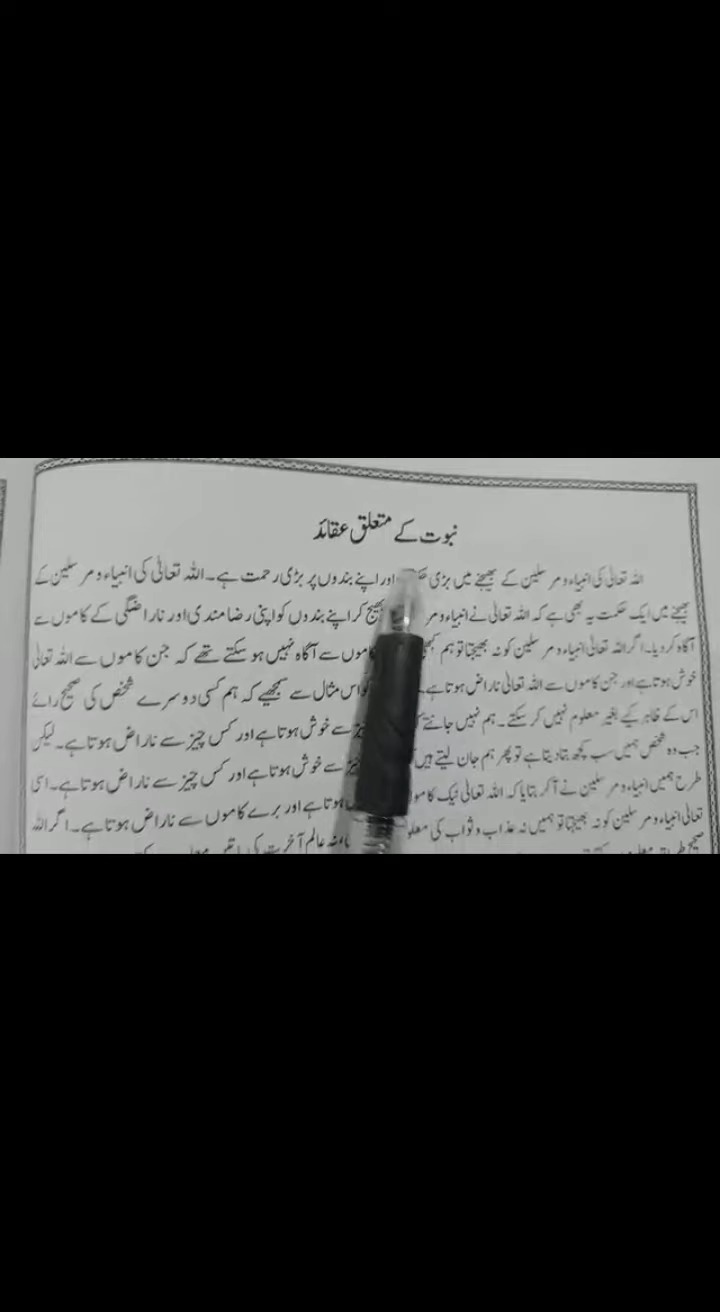 نبوت کے متعلق عقائد
اللہ تعالیٰ کی انبیاء و مرسلین کے بھیجنے میں بڑی اور اپنے بندوں پر بڑی رحمت ہے۔ اللہ تعالیٰ کی انبیاء و مرسلین کے
بھیجنے میں ایک حکمت یہ بھی ہے کہ اللہ تعالیٰ نے انبیاء و مر بھیج کر اپنے بندوں کو اپنی رضامندی اور ناراضگی کے کاموں سے
آگاہ کر دیا۔ اگر اللہ تعالیٰ انبیاء و مرسلین کو نہ بھیجتا تو ہم کاموں سے آگاہ نہیں ہو سکتے تھے کہ جن کاموں سے اللہ تعالیٰ
خوش ہوتا ہے اور جن کاموں سے اللہ تعالیٰ ناراض ہوتا ہے۔ کو اس مثال سے سمجھیے کہ ہم کسی دوسرے شخص کی صحیح رائے
اس کے ظاہر کیے بغیر معلوم نہیں کر سکتے۔ ہم نہیں جانتے سے خوش ہوتا ہے اور کس چیز سے ناراض ہوتا ہے۔ لیکن
جب وہ شخص ہمیں سب کچھ بتا دیتا ہے تو پھر ہم جان لیتے ہیں سے خوش ہوتا ہے اور کس چیز سے ناراض ہوتا ہے۔ اسی
طرح ہمیں انبیاء و مرسلین نے آکر بتایا کہ اللہ تعالیٰ نیک کاموں ہوتا ہے اور برے کاموں سے ناراض ہوتا ہے۔ اگر اللہ
تعالیٰ انبیاء و مرسلین کو نہ بھیجتا تو ہمیں نہ عذاب و ثواب کی نہ عالم آخرت کی
صحیح